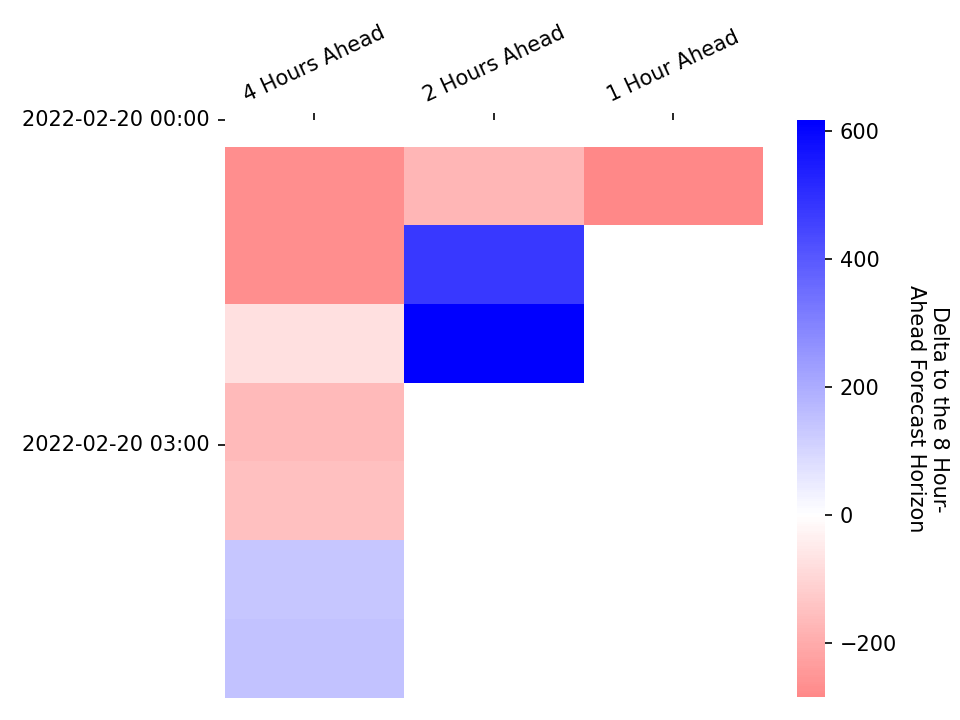 4 Hours Ahead
2 Hours Ahead
1 Hour Ahead
2022-02-20 00:00
2022-02-20 03:00
600
400
200
0
−200
Delta to the 8 Hour-
Ahead Forecast Horizon